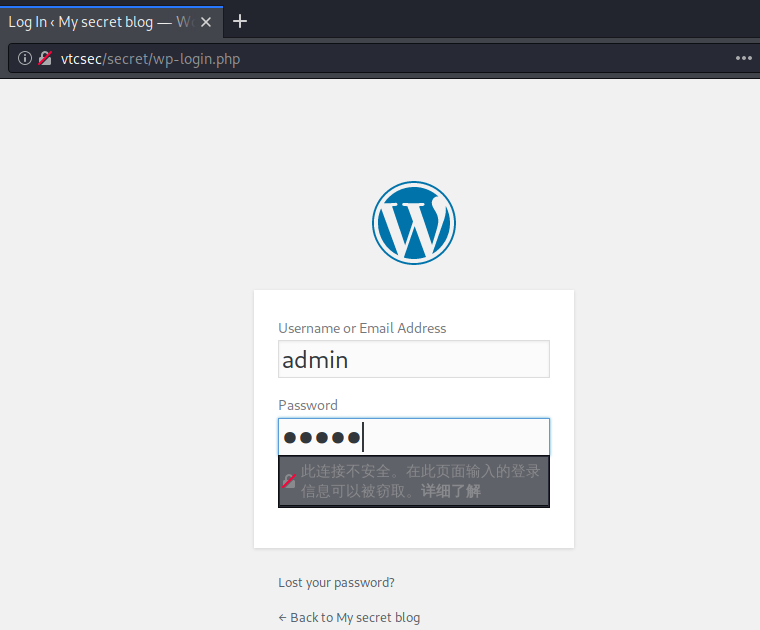 Log In ‹ My secret blog — W
vtcsec/secret/wp-login.php
Username or Email Address
admin
Password
●●●●●
此连接不安全。在此页面输入的登录
信息可以被窃取。详细了解
Lost your password?
← Back to My secret blog